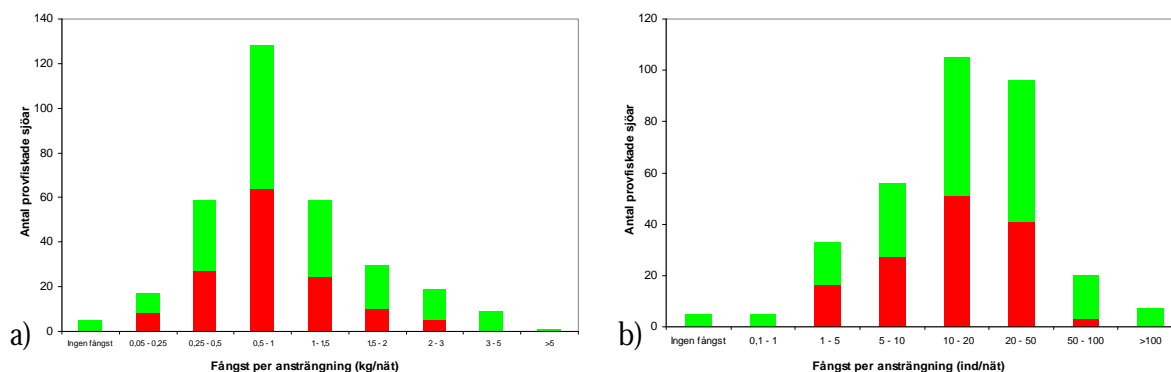 a)
Antal provfiskade sjöar
140
120
100
80
60
40
20
0
Ingen fångst 0,05 - 0,25 0,25 - 0,5 0,5 - 1 1- 1,5 1,5 - 2 2 - 3 3 - 5 >5
Fångst per ansträngning (kg/nät)
b)
Antal provfiskade sjöar
120
100
80
60
40
20
0
Ingen fångst 0,1 - 1 1 - 5 5 - 10 10 - 20 20 - 50 50 - 100 >100
Fångst per ansträngning (ind/nät)